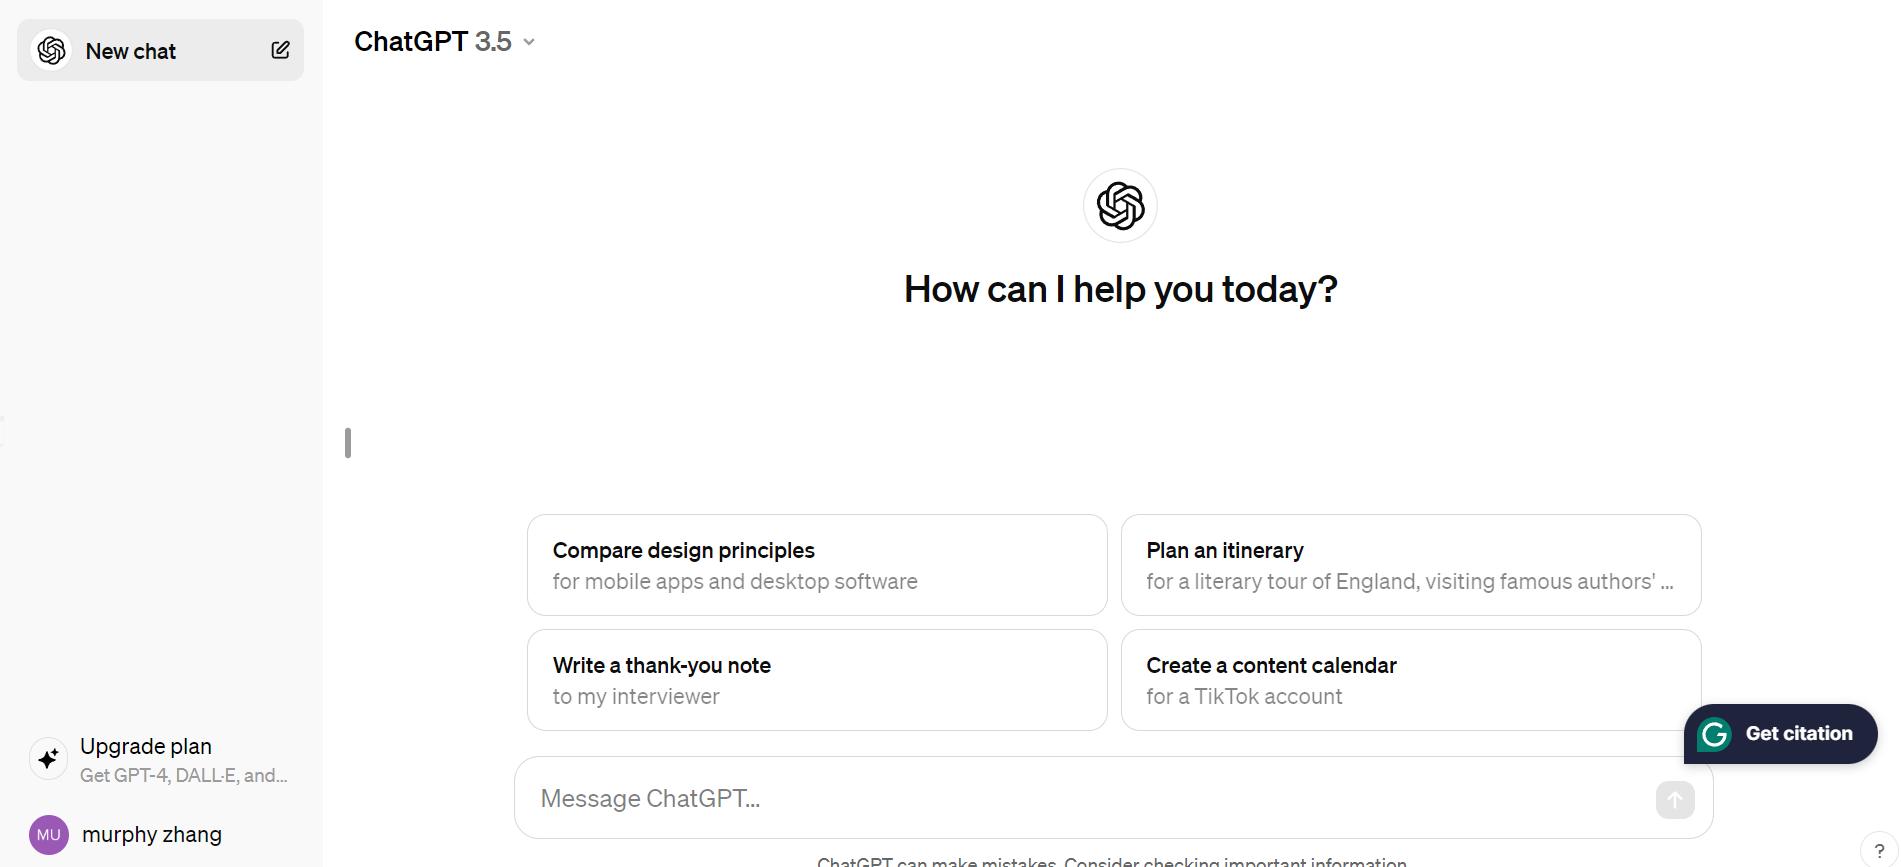 New chat
ChatGPT 3.5
How can I help you today?
Compare design principles
for mobile apps and desktop software
Plan an itinerary
for a literary tour of England, visiting famous authors' ...
Write a thank-you note
to my interviewer
Create a content calendar
for a TikTok account
Get citation
Upgrade plan
Get GPT-4, DALL·E, and...
Message ChatGPT...
MU
murphy zhang
ChatGPT can make mistakes. Consider checking important information.
?